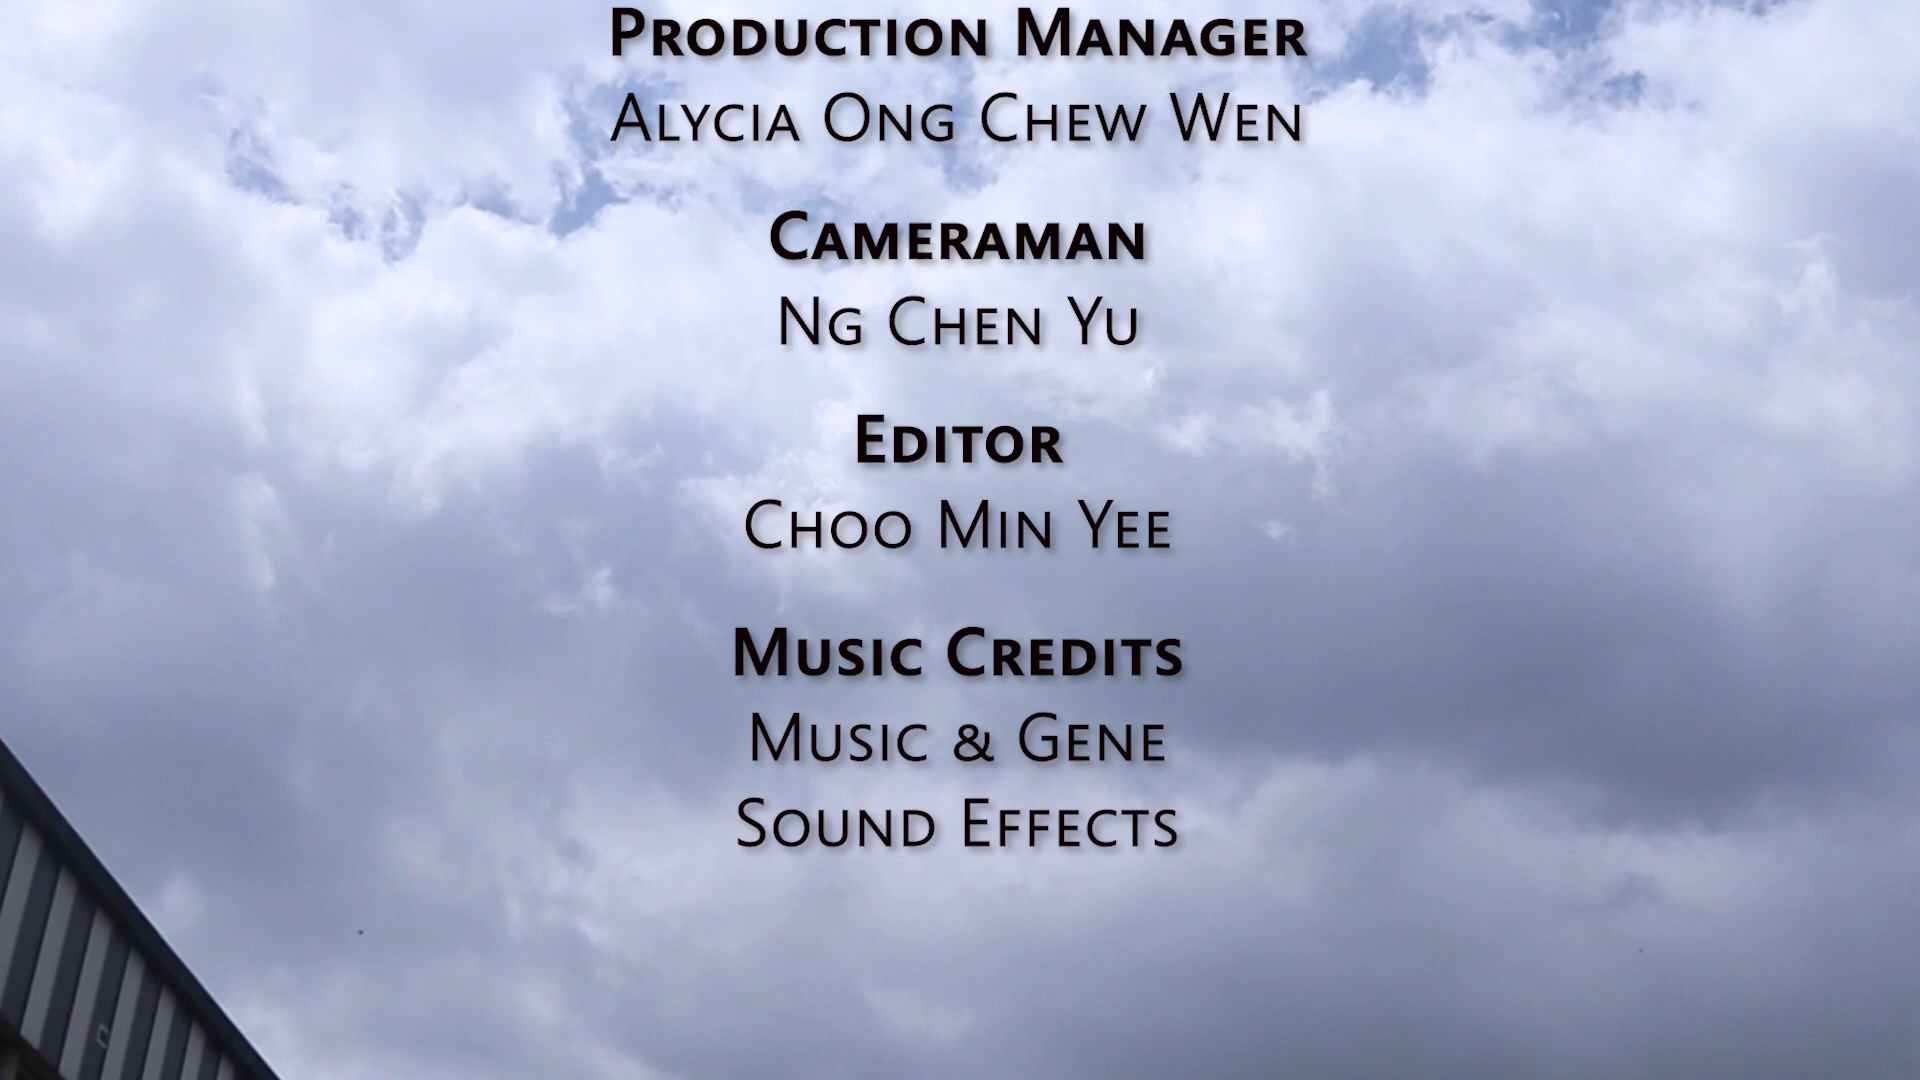 Production Manager
Alycia Ong Chew Wen
Cameraman
Ng Chen Yu
Editor
Choo Min Yee
Music Credits
Music & Gene
Sound Effects